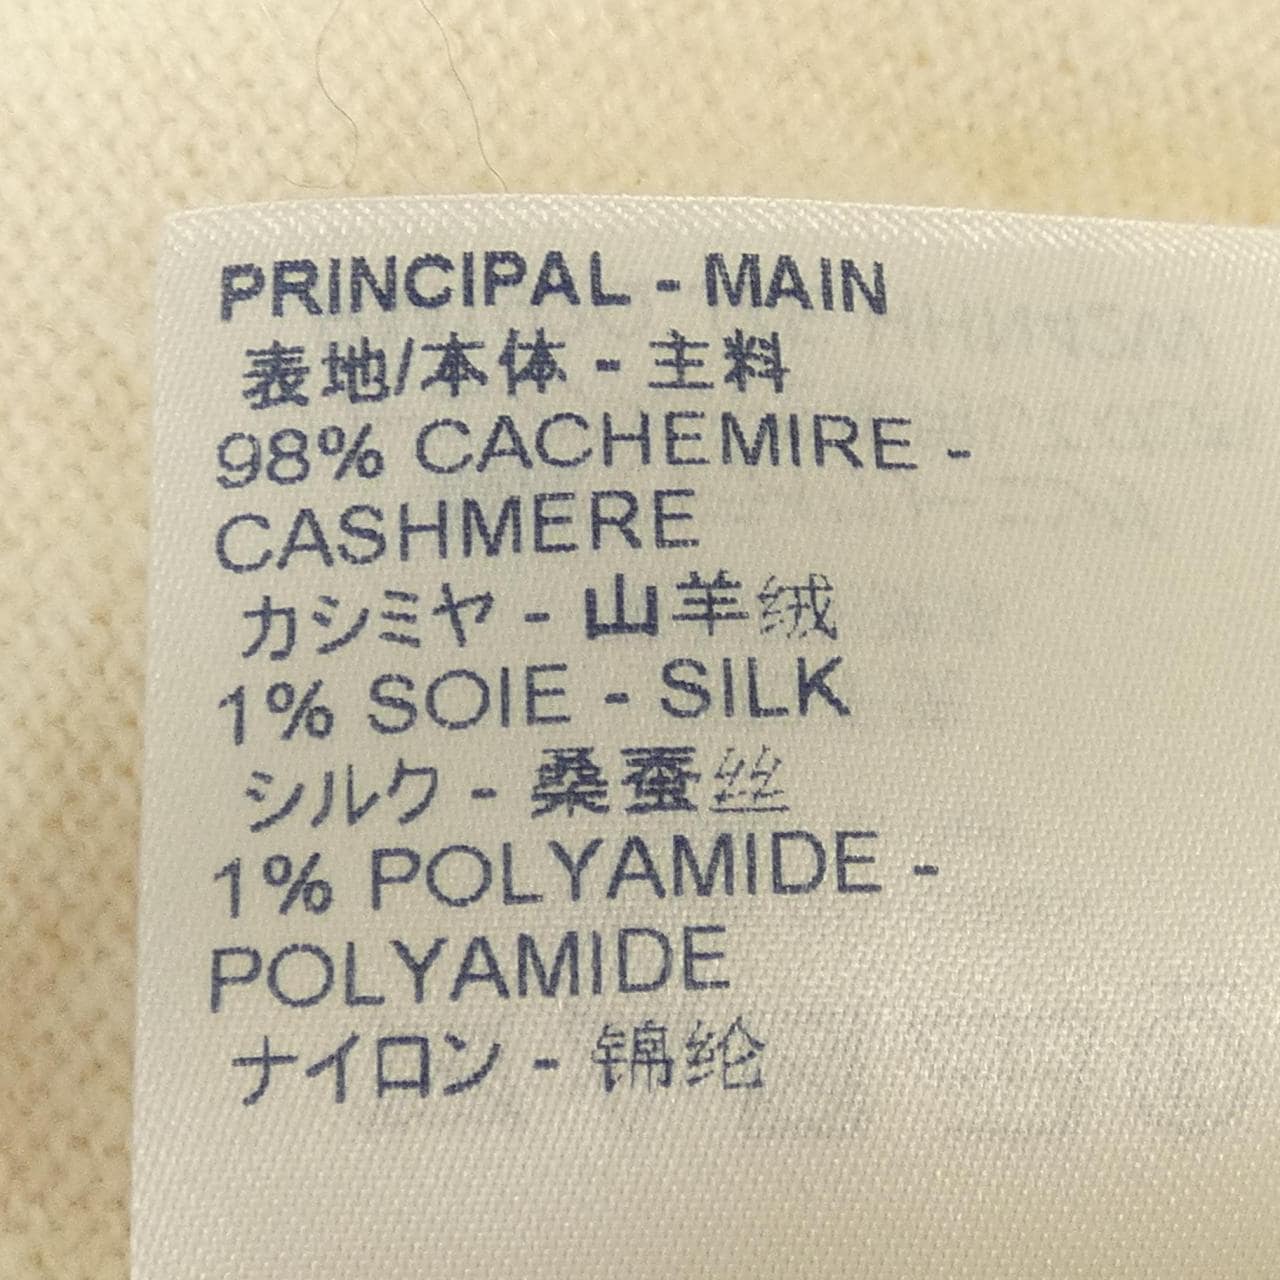 PRINCIPAL - MAIN
表地/本体 - 主料
98% CACHEMIRE -
CASHMERE
カシミヤ - 山羊绒
1% SOIE - SILK
シルク - 桑蚕丝
1% POLYAMIDE -
POLYAMIDE
ナイロン - 锦纶